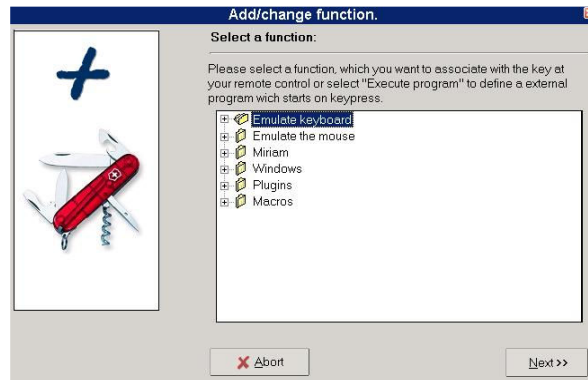 Add/change function.
Select a function:
Please select a function, which you want to associate with the key at
your remote control or select "Execute program" to define a external
program wich starts on keypress.
Emulate keyboard
Emulate the mouse
Miriam
Windows
Plugins
Macros
Abort
Next >>